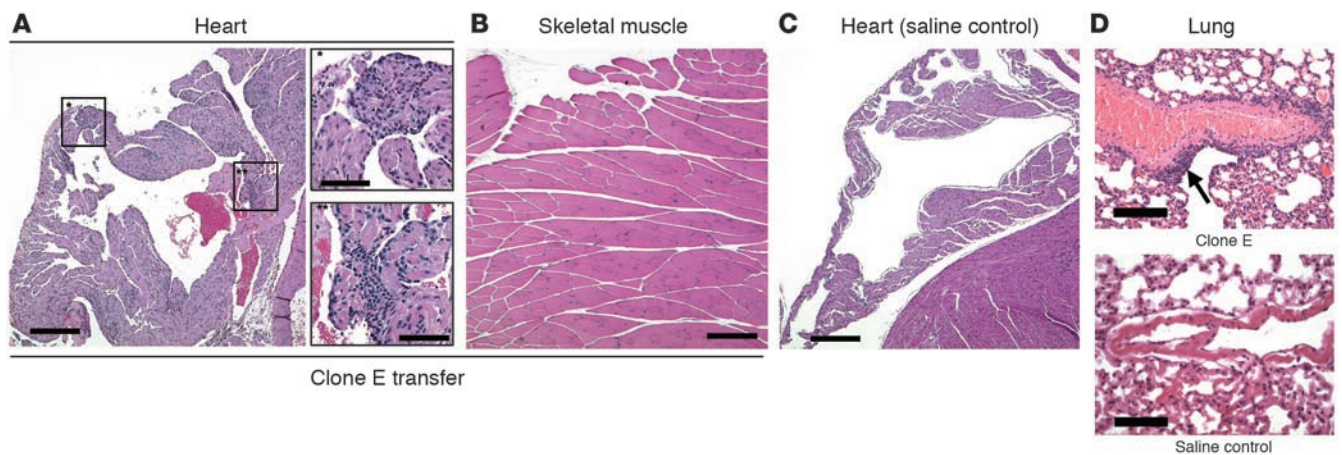 A Heart
B Skeletal muscle
C Heart (saline control)
D Lung
*
**
*
**
Clone E
Clone E transfer
Saline control